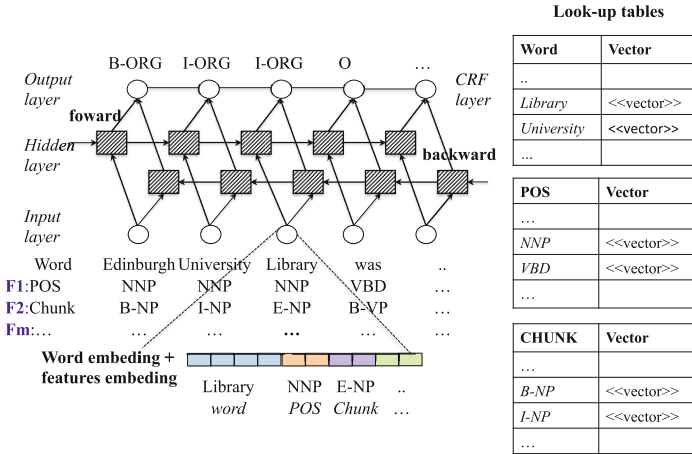 Look-up tables
B-ORG I-ORG I-ORG O …
Output layer
CRF layer
foward
Hidden layer
backward
Input layer
Word Edinburgh University Library was ..
F1:POS NNP NNP NNP VBD …
F2:Chunk B-NP I-NP E-NP B-VP …
Fm:… … … … … …
Word embeding +
features embeding
Library NNP E-NP ..
word POS Chunk …
Word Vector
..
Library <<vector>>
University <<vector>>
…
POS Vector
…
NNP <<vector>>
VBD <<vector>>
…
CHUNK Vector
…
B-NP <<vector>>
I-NP <<vector>>
…